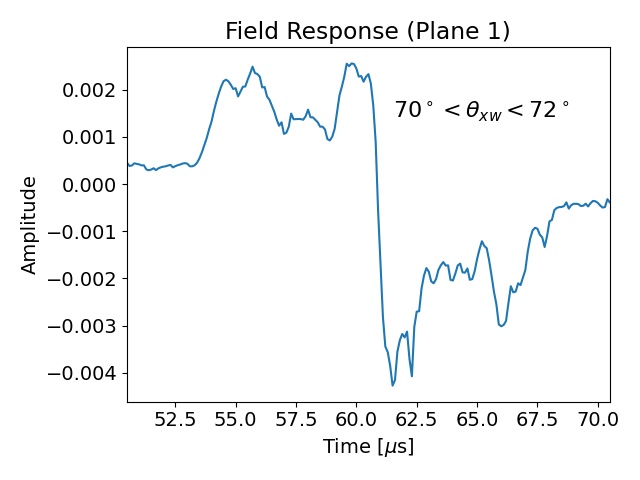 Field Response (Plane 1)
70° < θxw < 72°
Amplitude
0.002
0.001
0.000
−0.001
−0.002
−0.003
−0.004
52.5 55.0 57.5 60.0 62.5 65.0 67.5 70.0
Time [μs]